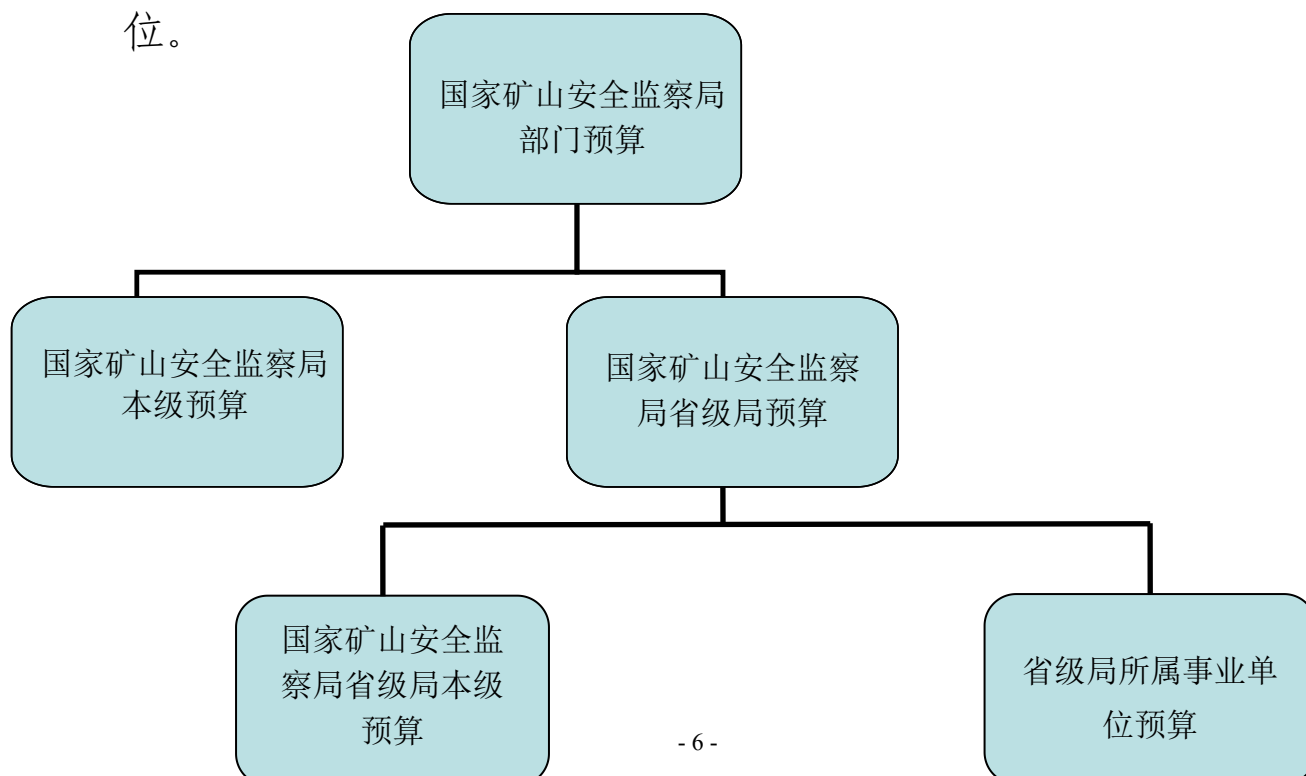 位。
国家矿山安全监察局
部门预算
国家矿山安全监察局
本级预算
国家矿山安全监察
局省级局预算
国家矿山安全监
察局省级局本级
预算
省级局所属事业单
位预算
- 6 -